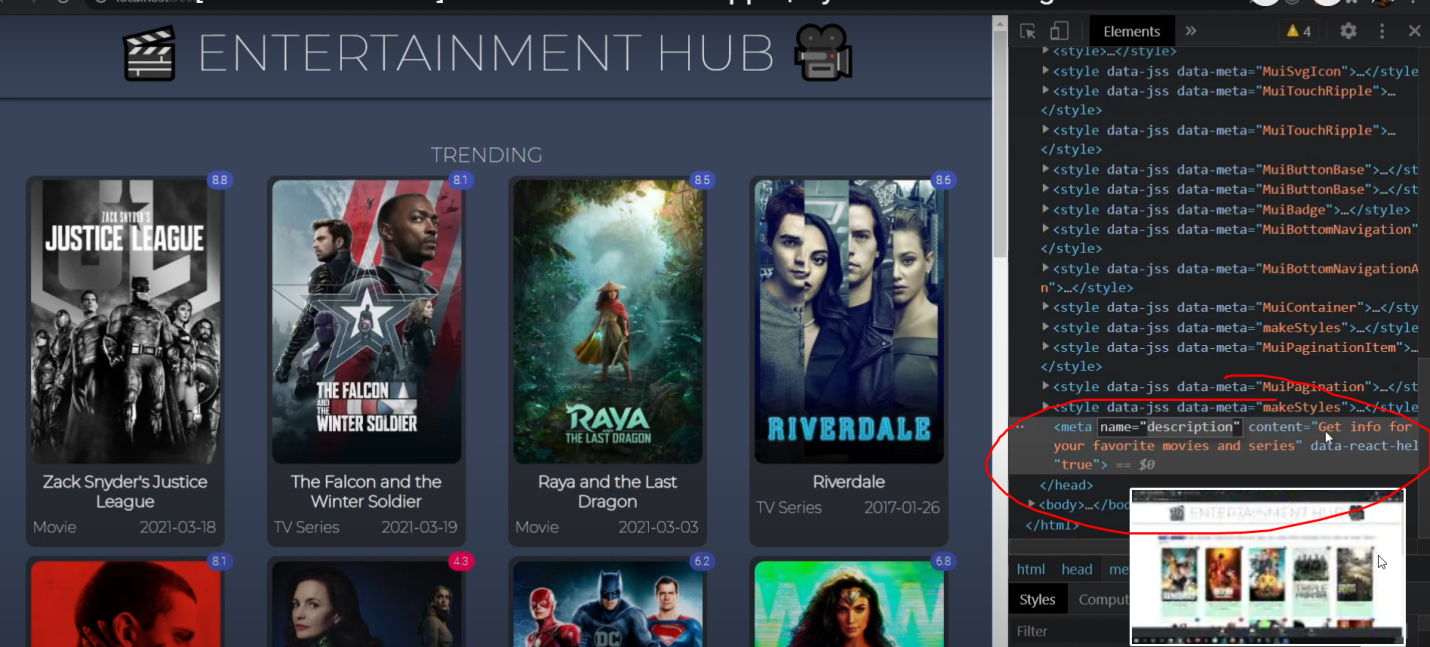 ENTERTAINMENT HUB
TRENDING
8.8
8.1
8.5
8.6
ZACK SNYDER'S
JUSTICE LEAGUE
THE FALCON
AND THE
WINTER SOLDIER
RAYA
AND
THE LAST DRAGON
RIVERDALE
Zack Snyder's Justice
League
Movie 2021-03-18
The Falcon and the
Winter Soldier
TV Series 2021-03-19
Raya and the Last
Dragon
Movie 2021-03-03
Riverdale
TV Series 2017-01-26
8.1
4.3
6.2
6.8
DC
Elements » 4
<style>…</style>
<style data-jss data-meta="MuiSvgIcon">…</style
<style data-jss data-meta="MuiTouchRipple">…
</style>
<style data-jss data-meta="MuiTouchRipple">…
</style>
<style data-jss data-meta="MuiButtonBase">…</st
<style data-jss data-meta="MuiButtonBase">…</st
<style data-jss data-meta="MuiBadge">…</style>
<style data-jss data-meta="MuiBottomNavigation"
</style>
<style data-jss data-meta="MuiBottomNavigationA
n">…</style>
<style data-jss data-meta="MuiContainer">…</sty
<style data-jss data-meta="makeStyles">…</style
<style data-jss data-meta="MuiPaginationItem">…
</style>
<style data-jss data-meta="MuiPagination">…</st
<style data-jss data-meta="makeStyles">…</style
<meta name="description" content="Get info for
your favorite movies and series" data-react-hel
"true"> == $0
</head>
<body>…</bod
</html>
html head me
Styles Comput
Filter
ENTERTAINMENT HUB